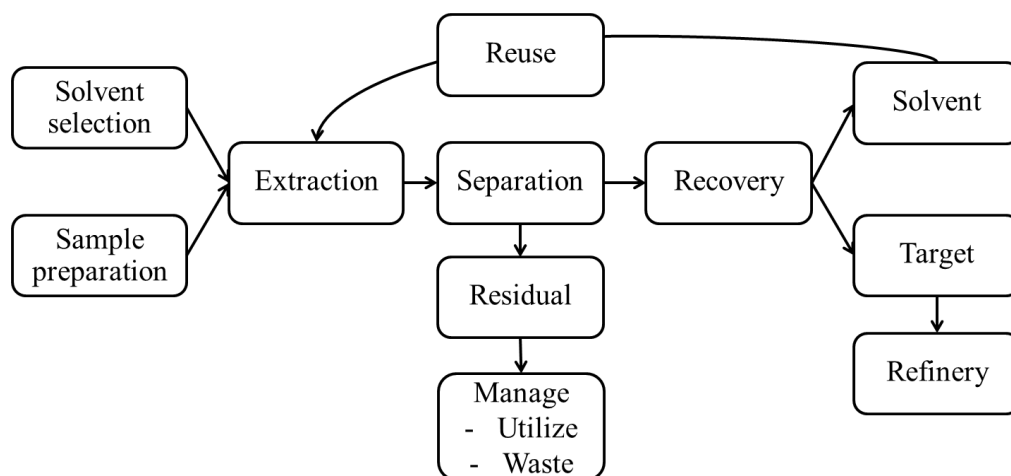 Reuse
Solvent
selection
Solvent
Extraction
Separation
Recovery
Sample
preparation
Target
Residual
Refinery
Manage
- Utilize
- Waste